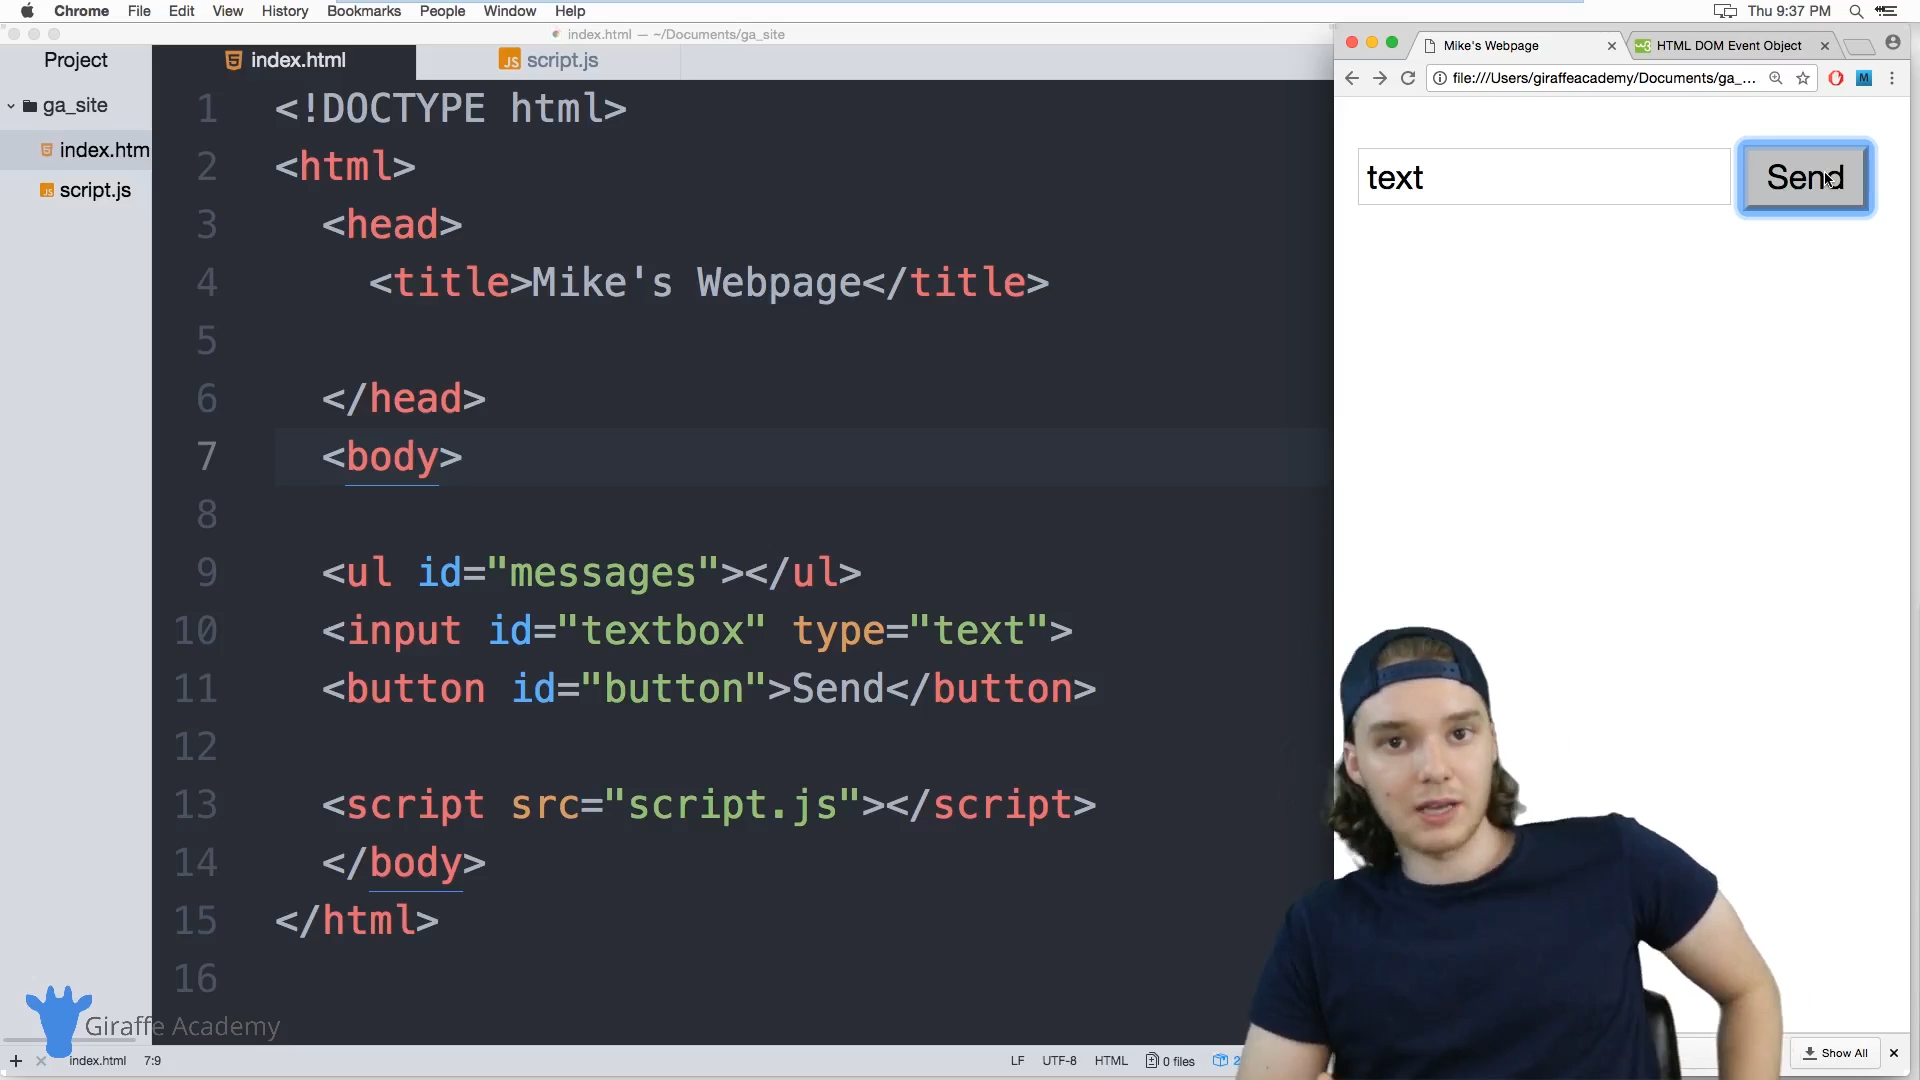 Chrome File Edit View History Bookmarks People Window Help
Thu 9:37 PM
index.html — ~/Documents/ga_site
Project
index.html
script.js
Mike's Webpage
HTML DOM Event Object
file:///Users/giraffeacademy/Documents/ga_...
M
ga_site
index.htm
script.js
1 <!DOCTYPE html>
2 <html>
3 <head>
4 <title>Mike's Webpage</title>
5
6 </head>
7 <body>
8
9 <ul id="messages"></ul>
10 <input id="textbox" type="text">
11 <button id="button">Send</button>
12
13 <script src="script.js"></script>
14 </body>
15 </html>
16
text
Send
Giraffe Academy
index.html 7:9
LF UTF-8 HTML 0 files 2
Show All